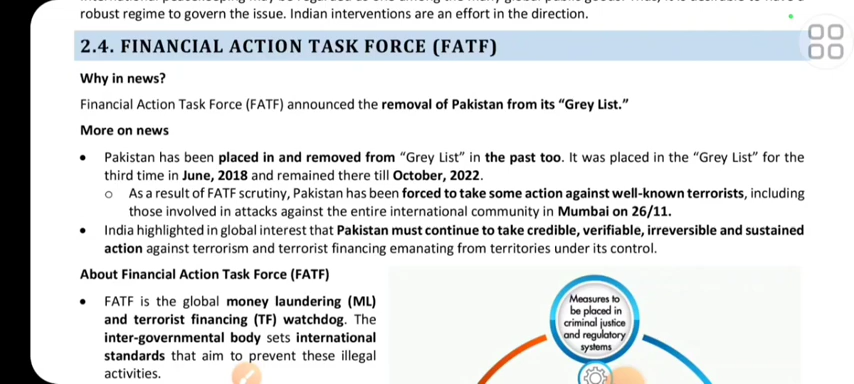 robust regime to govern the issue. Indian interventions are an effort in the direction.
2.4. FINANCIAL ACTION TASK FORCE (FATF)
Why in news?
Financial Action Task Force (FATF) announced the removal of Pakistan from its “Grey List.”
More on news
• Pakistan has been placed in and removed from “Grey List” in the past too. It was placed in the “Grey List” for the
third time in June, 2018 and remained there till October, 2022.
o As a result of FATF scrutiny, Pakistan has been forced to take some action against well-known terrorists, including
those involved in attacks against the entire international community in Mumbai on 26/11.
• India highlighted in global interest that Pakistan must continue to take credible, verifiable, irreversible and sustained
action against terrorism and terrorist financing emanating from territories under its control.
About Financial Action Task Force (FATF)
• FATF is the global money laundering (ML)
and terrorist financing (TF) watchdog. The
inter-governmental body sets international
standards that aim to prevent these illegal
activities.
Measures to
be placed in
criminal justice
and regulatory
systems